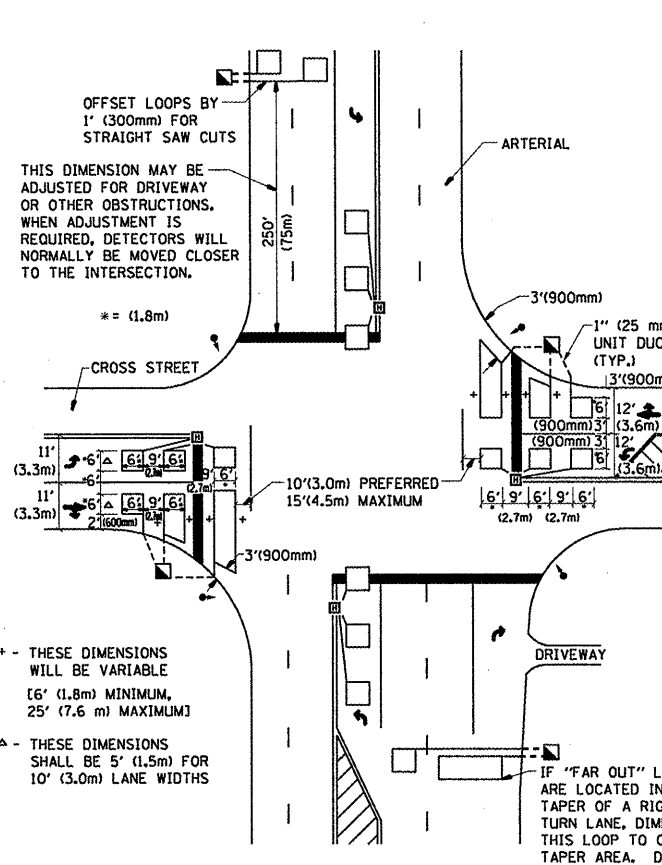 OFFSET LOOPS BY
1' (300mm) FOR
STRAIGHT SAW CUTS
THIS DIMENSION MAY BE
ADJUSTED FOR DRIVEWAY
OR OTHER OBSTRUCTIONS.
WHEN ADJUSTMENT IS
REQUIRED, DETECTORS WILL
NORMALLY BE MOVED CLOSER
TO THE INTERSECTION.
250'
(75m)
ARTERIAL
*= (1.8m)
3'(900mm)
1" (25 mm
UNIT DUC
(TYP.)
CROSS STREET
3'(900m
H
6'
12'
(3.6m)
(900mm) 3'
(900mm) 3'
12'
6'
(3.6m)
H
11'
(3.3m)
*6'
△
6' 9' 6'
(2.7m)
H
*6'
9'
(2.7m)
6'
11'
(3.3m)
*6'
△
6' 9' 6'
(2.7m)
2'
(600mm)
10'(3.0m) PREFERRED
15'(4.5m) MAXIMUM
H
6' 9' 6' 9' 6'
* * *
(2.7m) (2.7m)
3'(900mm)
H
+ - THESE DIMENSIONS
WILL BE VARIABLE
[6' (1.8m) MINIMUM,
25' (7.6 m) MAXIMUM]
DRIVEWAY
△ - THESE DIMENSIONS
SHALL BE 5' (1.5m) FOR
10' (3.0m) LANE WIDTHS
IF "FAR OUT" L
ARE LOCATED IN
TAPER OF A RIG
TURN LANE, DIME
THIS LOOP TO C
TAPER AREA. D